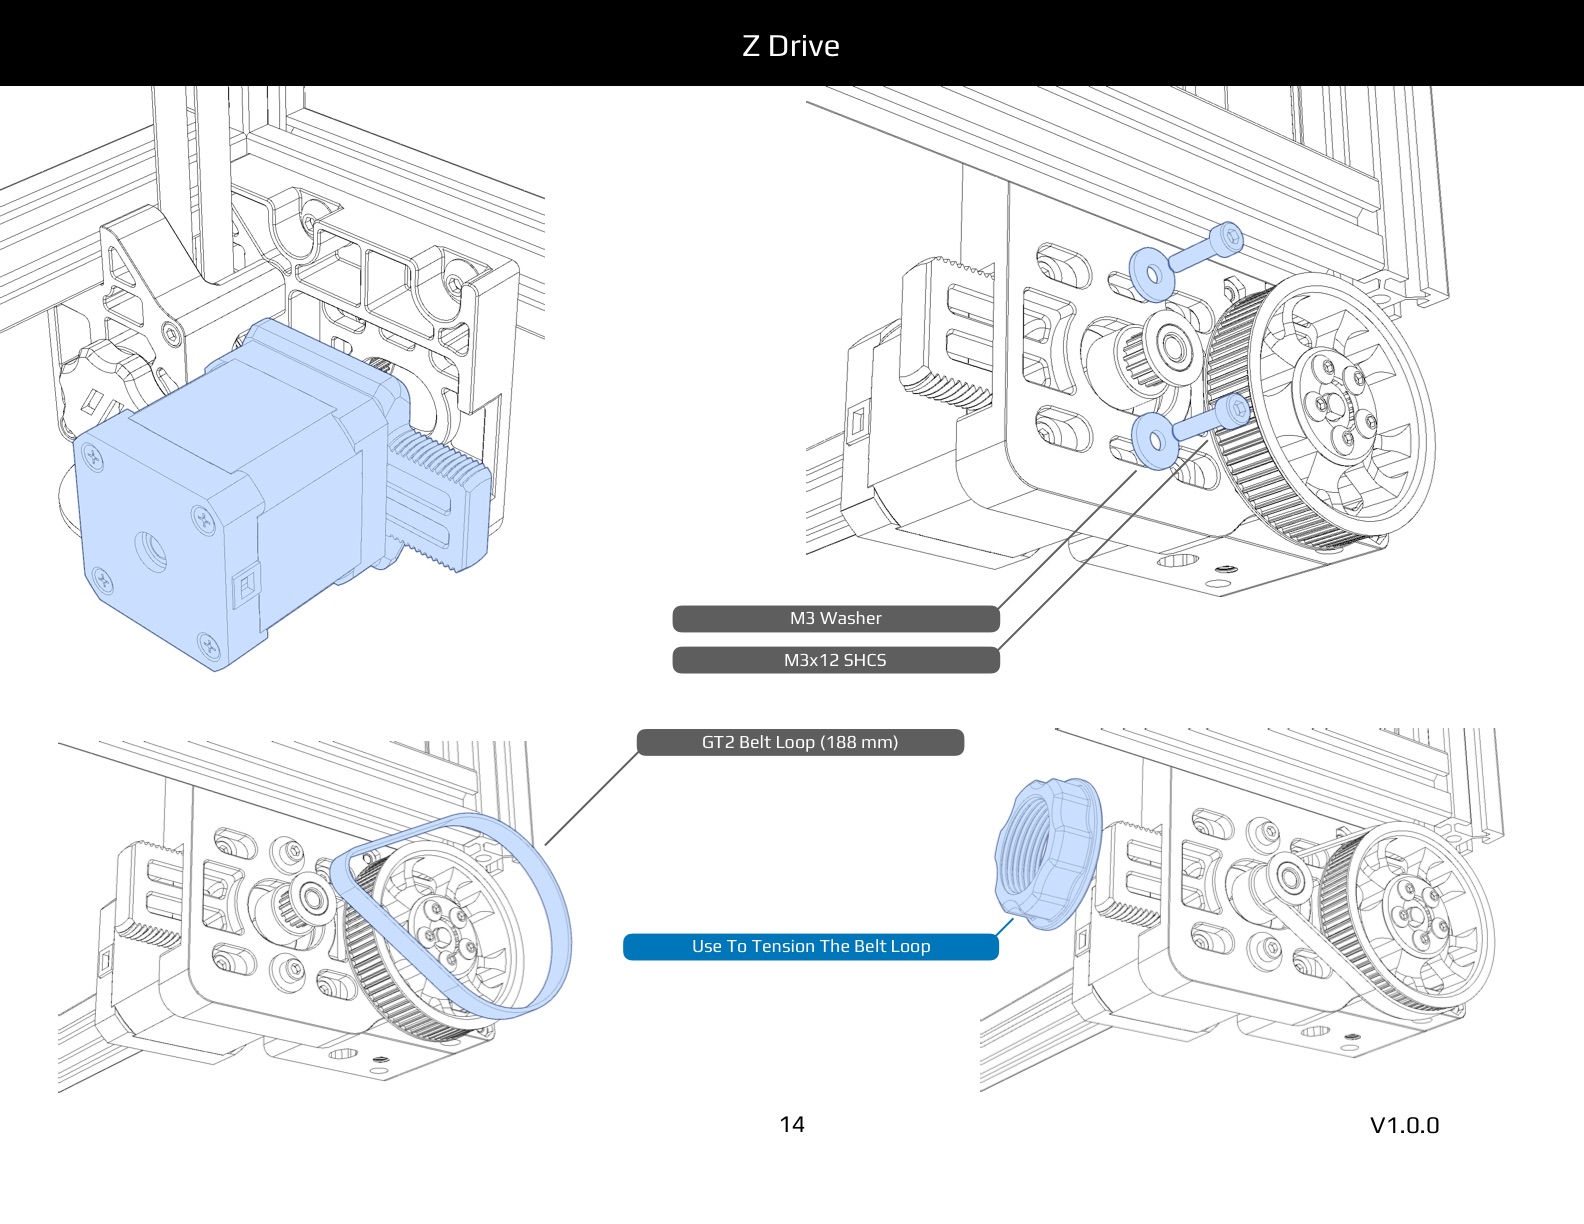 Z Drive
M3 Washer
M3x12 SHCS
GT2 Belt Loop (188 mm)
Use To Tension The Belt Loop
14
V1.0.0